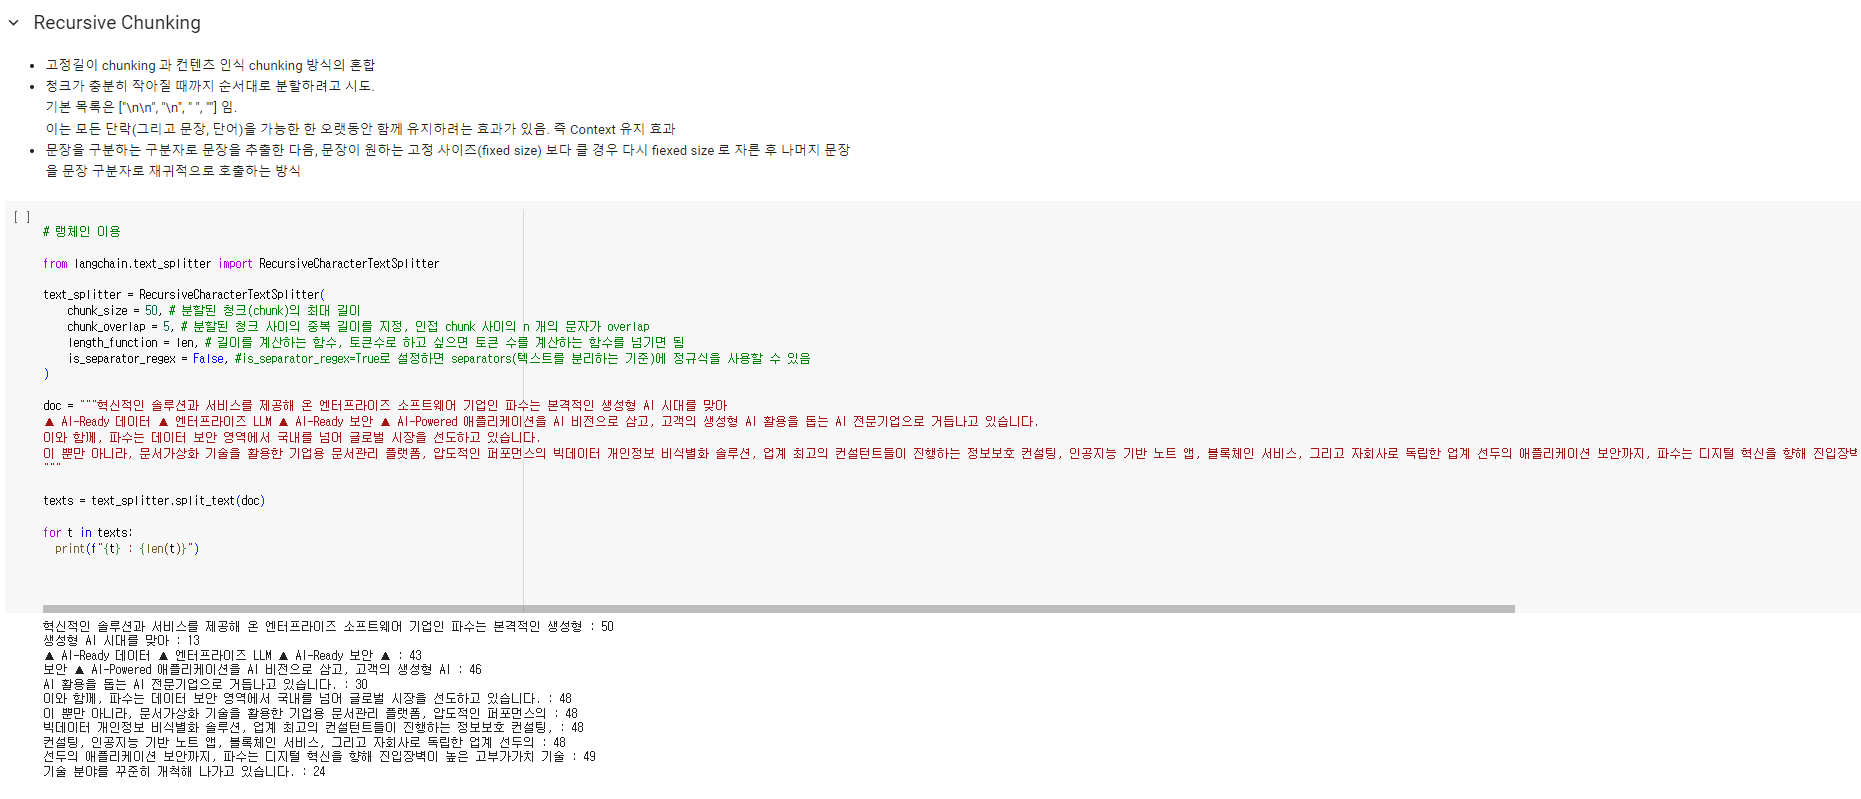 Recursive Chunking
고정길이 chunking 과 컨텐츠 인식 chunking 방식의 혼합
청크가 충분히 작아질 때까지 순서대로 분할하려고 시도.
기본 목록은 ["\n\n", "\n", " ", ""] 임.
이는 모든 단락(그리고 문장, 단어)을 가능한 한 오랫동안 함께 유지하려는 효과가 있음. 즉 Context 유지 효과
문장을 구분하는 구분자로 문장을 추출한 다음, 문장이 원하는 고정 사이즈(fixed size) 보다 클 경우 다시 fiexed size 로 자른 후 나머지 문장
을 문장 구분자로 재귀적으로 호출하는 방식
[ ]
# 랭체인 이용
from langchain.text_splitter import RecursiveCharacterTextSplitter
text_splitter = RecursiveCharacterTextSplitter(
chunk_size = 50, # 분할된 청크(chunk)의 최대 길이
chunk_overlap = 5, # 분할된 청크 사이의 중복 길이를 지정, 인접 chunk 사이의 n 개의 문자가 overlap
length_function = len, # 길이를 계산하는 함수, 토큰수로 하고 싶으면 토큰 수를 계산하는 함수를 넘기면 됨
is_separator_regex = False, #is_separator_regex=True로 설정하면 separators(텍스트를 분리하는 기준)에 정규식을 사용할 수 있음
)
doc = """혁신적인 솔루션과 서비스를 제공해 온 엔터프라이즈 소프트웨어 기업인 파수는 본격적인 생성형 AI 시대를 맞아
▲ AI-Ready 데이터 ▲ 엔터프라이즈 LLM ▲ AI-Ready 보안 ▲ AI-Powered 애플리케이션을 AI 비전으로 삼고, 고객의 생성형 AI 활용을 돕는 AI 전문기업으로 거듭나고 있습니다.
이와 함께, 파수는 데이터 보안 영역에서 국내를 넘어 글로벌 시장을 선도하고 있습니다.
이 뿐만 아니라, 문서가상화 기술을 활용한 기업용 문서관리 플랫폼, 압도적인 퍼포먼스의 빅데이터 개인정보 비식별화 솔루션, 업계 최고의 컨설턴트들이 진행하는 정보보호 컨설팅, 인공지능 기반 노트 앱, 블록체인 서비스, 그리고 자회사로 독립한 업계 선두의 애플리케이션 보안까지, 파수는 디지털 혁신을 향해 진입장벽
"""
texts = text_splitter.split_text(doc)
for t in texts:
print(f"{t} : {len(t)}")
혁신적인 솔루션과 서비스를 제공해 온 엔터프라이즈 소프트웨어 기업인 파수는 본격적인 생성형 : 50
생성형 AI 시대를 맞아 : 13
▲ AI-Ready 데이터 ▲ 엔터프라이즈 LLM ▲ AI-Ready 보안 ▲ : 43
보안 ▲ AI-Powered 애플리케이션을 AI 비전으로 삼고, 고객의 생성형 AI : 46
AI 활용을 돕는 AI 전문기업으로 거듭나고 있습니다. : 30
이와 함께, 파수는 데이터 보안 영역에서 국내를 넘어 글로벌 시장을 선도하고 있습니다. : 48
이 뿐만 아니라, 문서가상화 기술을 활용한 기업용 문서관리 플랫폼, 압도적인 퍼포먼스의 : 48
빅데이터 개인정보 비식별화 솔루션, 업계 최고의 컨설턴트들이 진행하는 정보보호 컨설팅, : 48
컨설팅, 인공지능 기반 노트 앱, 블록체인 서비스, 그리고 자회사로 독립한 업계 선두의 : 48
선두의 애플리케이션 보안까지, 파수는 디지털 혁신을 향해 진입장벽이 높은 고부가가치 기술 : 49
기술 분야를 꾸준히 개척해 나가고 있습니다. : 24